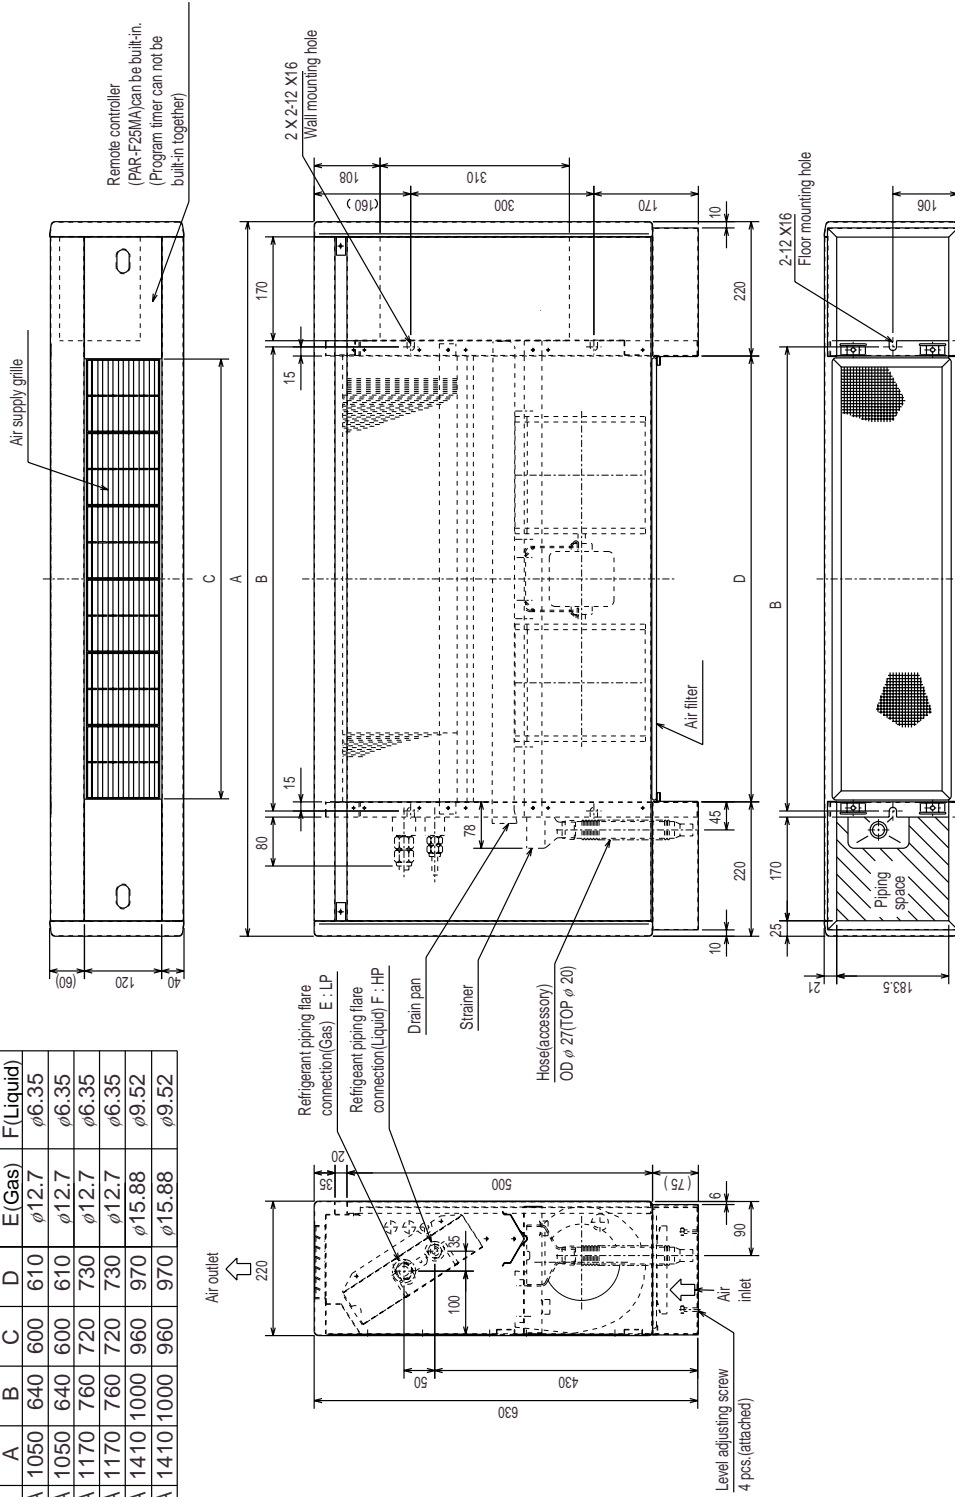 A B C D E(Gas) F(Liquid)
A 1050 640 600 610 ø12.7 ø6.35
A 1050 640 600 610 ø12.7 ø6.35
A 1170 760 720 730 ø12.7 ø6.35
A 1170 760 720 730 ø12.7 ø6.35
A 1410 1000 960 970 ø15.88 ø9.52
A 1410 1000 960 970 ø15.88 ø9.52
Air supply grille
Remote controller
(PAR-F25MA)can be built-in.
(Program timer can not be
built-in together)
(60)
120
40
C
A
B
2 X 2-12 X16
Wall mounting hole
170
15
15
80
108
(160)
310
300
170
10
220
D
Air filter
78
45
220
10
Refrigerant piping flare
connection(Gas) E : LP
Refrigeant piping flare
connection(Liquid) F : HP
Drain pan
Strainer
Hose(accessory)
OD ø 27(TOP ø 20)
Air outlet
220
35
20
500
(75)
6
90
35
100
50
430
630
Air
inlet
Level adjusting screw
4 pcs.(attached)
2-12 X16
Floor mounting hole
106
B
Piping
space
170
25
21
183.5